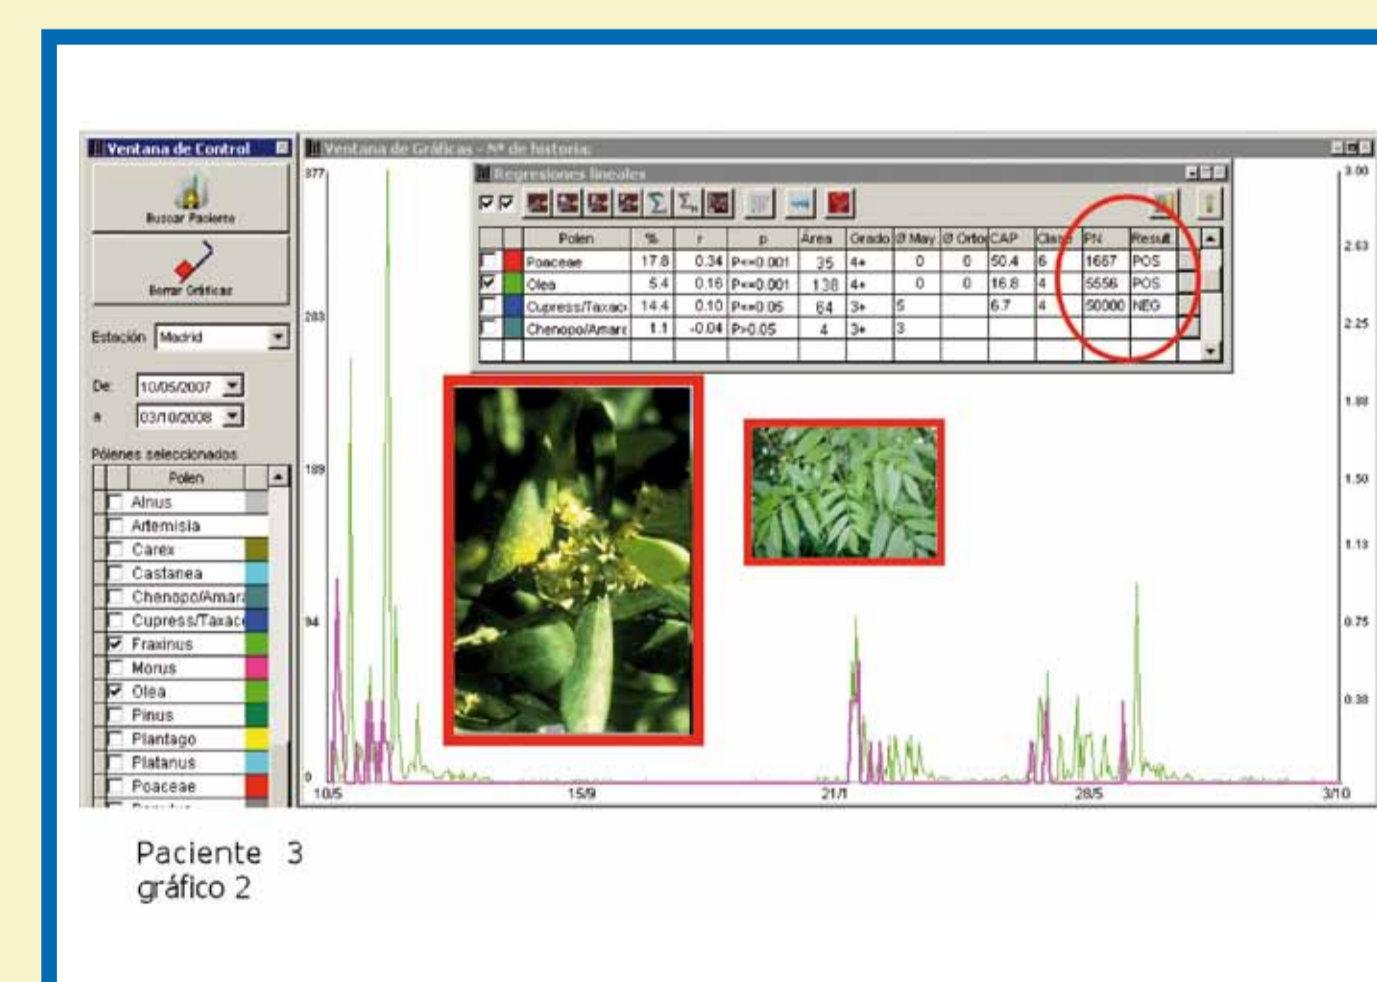 Ventana de Control
Buscar Paciente
Borrar Gráficas
Estación Madrid
De: 10/05/2007
a 03/10/2008
Pólenes seleccionados
Polen
Alnus
Artemisia
Carex
Castanea
Chenopo/Amara
Cupress/Taxace
Fraxinus
Morus
Olea
Pinus
Plantago
Platanus
Poaceae
Ventana de Gráficas - Nº de historia:
377
283
189
94
0
10/5 15/9 21/1 28/5 3/10
3.00
2.63
2.25
1.88
1.50
1.13
0.75
0.38
Regresiones lineales
Polen % r p Área Grado Ø May Ø Orto CAP Clase PN Result.
Poaceae 17.8 0.34 P<=0.001 35 4+ 0 0 50.4 6 1667 POS
Olea 5.4 0.16 P<=0.001 138 4+ 0 0 16.8 4 5556 POS
Cupress/Taxac 14.4 0.10 P<=0.05 64 3+ 5 6.7 4 50000 NEG
Chenopo/Amara 1.1 -0.04 P>0.05 4 3+ 3
Paciente 3
gráfico 2